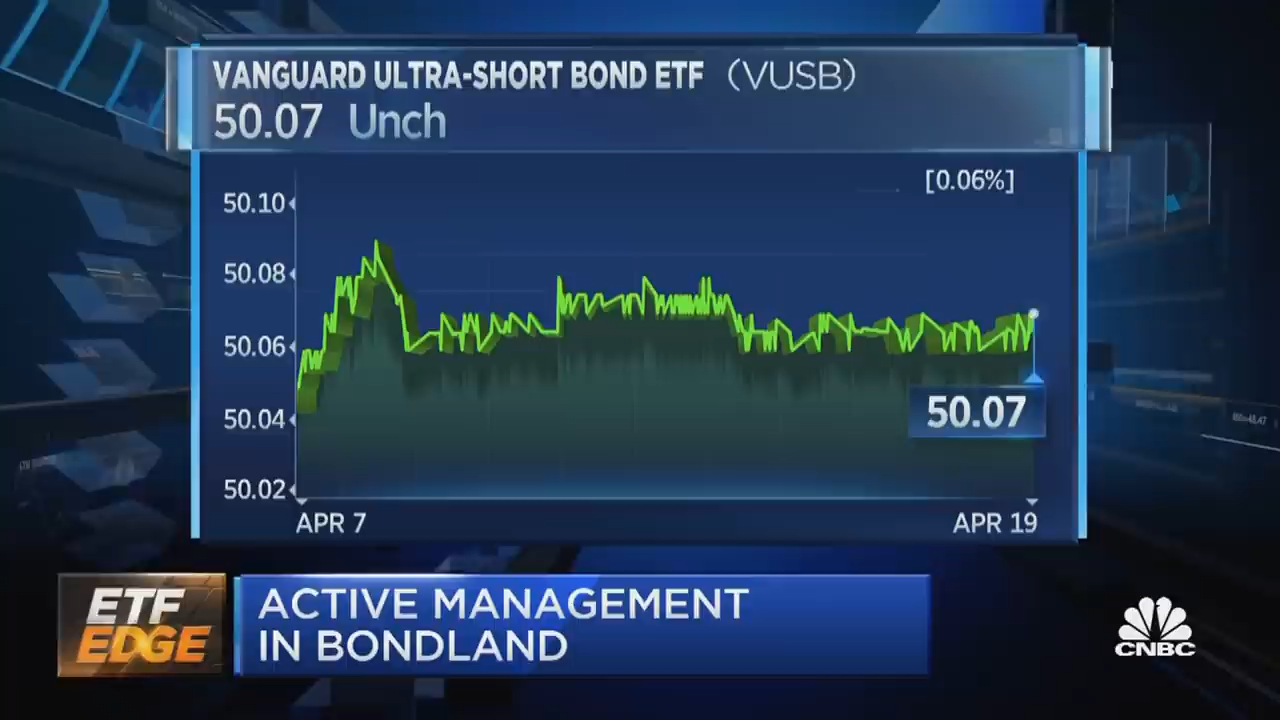 VANGUARD ULTRA-SHORT BOND ETF (VUSB)
50.07 Unch
[0.06%]
50.10
50.08
50.06
50.04
50.02
50.07
APR 7
APR 19
ETF
EDGE
ACTIVE MANAGEMENT
IN BONDLAND
CNBC